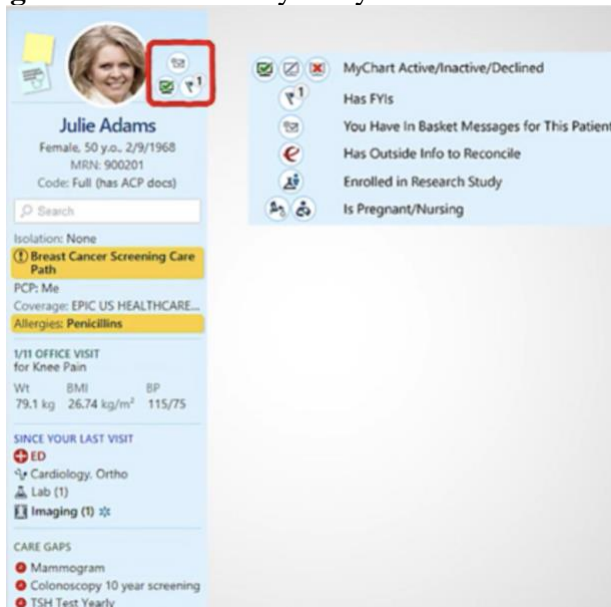 1
Julie Adams
Female, 50 y.o., 2/9/1968
MRN: 900201
Code: Full (has ACP docs)
Search
Isolation: None
Breast Cancer Screening Care
Path
PCP: Me
Coverage: EPIC US HEALTHCARE...
Allergies: Penicillins
1/11 OFFICE VISIT
for Knee Pain
Wt BMI BP
79.1 kg 26.74 kg/m² 115/75
SINCE YOUR LAST VISIT
ED
Cardiology, Ortho
Lab (1)
Imaging (1)
CARE GAPS
Mammogram
Colonoscopy 10 year screening
TSH Test Yearly
MyChart Active/Inactive/Declined
1
Has FYIs
You Have In Basket Messages for This Patient
Has Outside Info to Reconcile
Enrolled in Research Study
Is Pregnant/Nursing